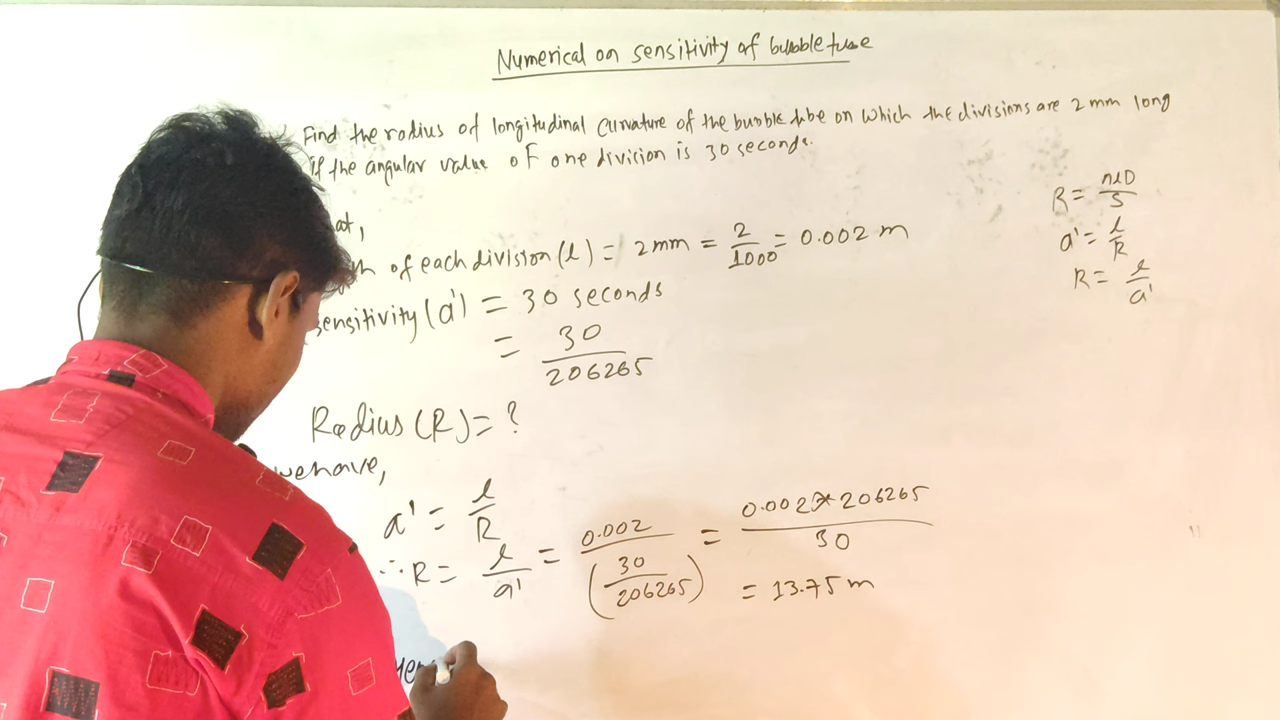 Numerical on sensitivity of bubble tube
Find the radius of longitudinal curvature of the bubble tube on which the divisions are 2 mm long
if the angular value of one division is 30 seconds.
R = nLD / S
a' = l / R
R = l / a'
of each division (l) = 2 mm = 2 / 1000 = 0.002 m
sensitivity (a') = 30 seconds
= 30 / 206265
Radius (R) = ?
we have,
a' = l / R
∴ R = l / a' = 0.002 / (30 / 206265) = 0.002 * 206265 / 30
= 13.75 m